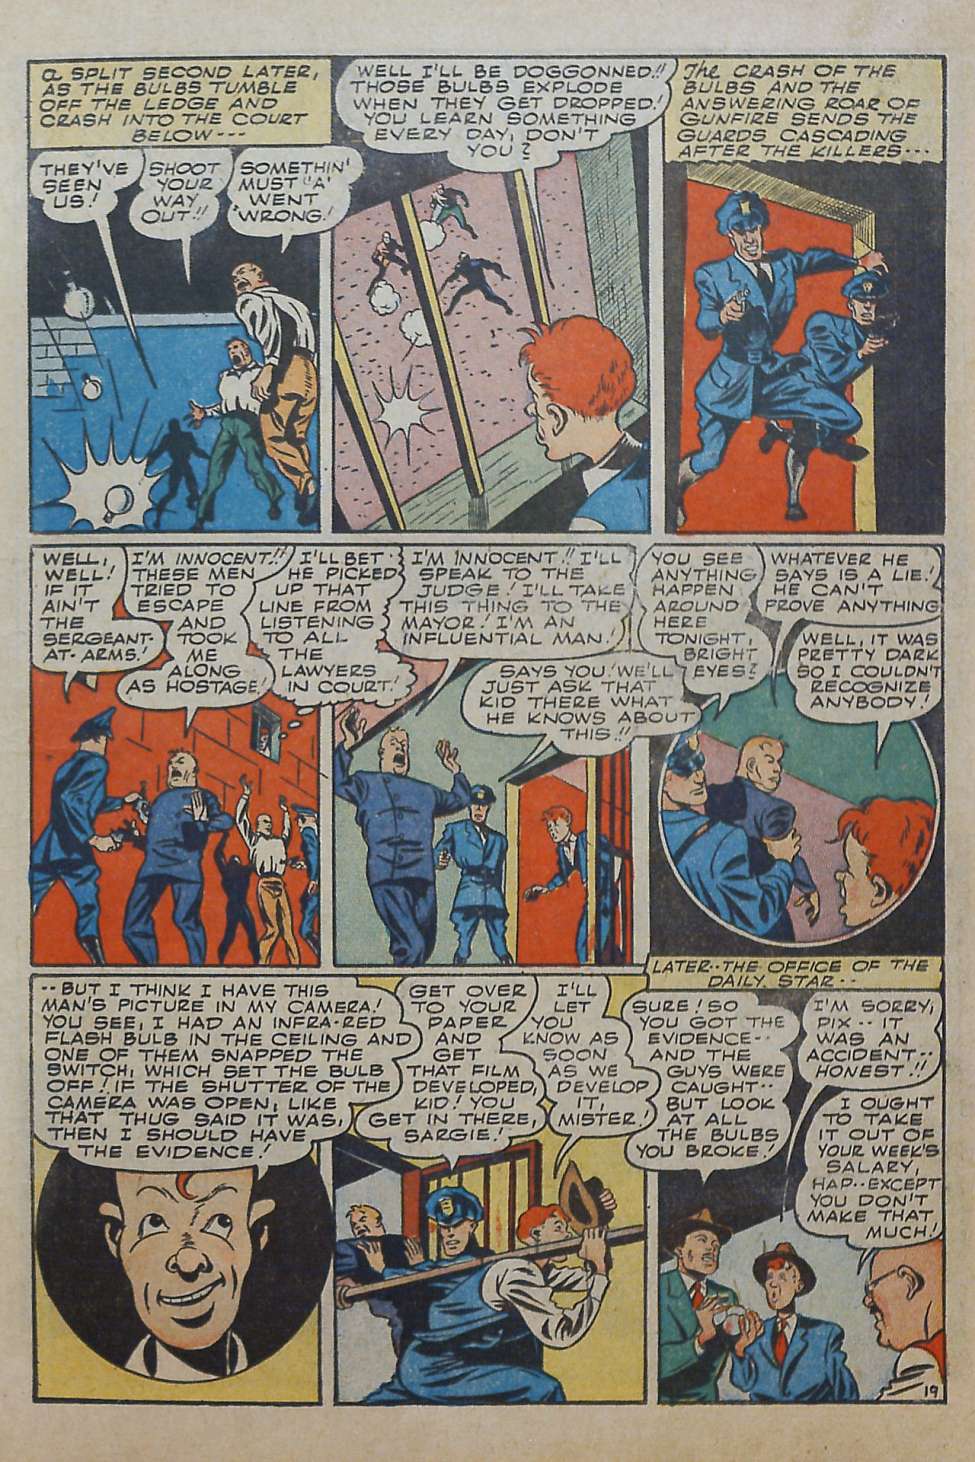 A SPLIT SECOND LATER,
AS THE BULBS TUMBLE
OFF THE LEDGE AND
CRASH INTO THE COURT
BELOW---
THEY'VE
SEEN
US!
SHOOT
YOUR
WAY
OUT!!
SOMETHIN'
MUST 'A'
WENT
WRONG!
WELL I'LL BE DOGGONNED!!
THOSE BULBS EXPLODE
WHEN THEY GET DROPPED!
YOU LEARN SOMETHING
EVERY DAY, DON'T
YOU?
The CRASH OF THE
BULBS AND THE
ANSWERING ROAR OF
GUNFIRE SENDS THE
GUARDS CASCADING
AFTER THE KILLERS---
WELL,
WELL!
IF IT
AIN'T
THE
SERGEANT-
AT-ARMS!
I'M INNOCENT!!
THESE MEN
TRIED TO
ESCAPE
AND
TOOK
ME
ALONG
AS HOSTAGE!
I'LL BET
HE PICKED
UP THAT
LINE FROM
LISTENING
TO ALL
THE
LAWYERS
IN COURT!
I'M INNOCENT!! I'LL
SPEAK TO THE
JUDGE! I'LL TAKE
THIS THING TO THE
MAYOR! I'M AN
INFLUENTIAL MAN!
SAYS YOU! WE'LL
JUST ASK THAT
KID THERE WHAT
HE KNOWS ABOUT
THIS!!
YOU SEE
ANYTHING
HAPPEN
AROUND
HERE
TONIGHT,
BRIGHT
EYES?
WHATEVER HE
SAYS IS A LIE!
HE CAN'T
PROVE ANYTHING
WELL, IT WAS
PRETTY DARK
SO I COULDN'T
RECOGNIZE
ANYBODY!
--BUT I THINK I HAVE THIS
MAN'S PICTURE IN MY CAMERA!
YOU SEE, I HAD AN INFRA-RED
FLASH BULB IN THE CEILING AND
ONE OF THEM SNAPPED THE
SWITCH, WHICH SET THE BULB
OFF! IF THE SHUTTER OF THE
CAMERA WAS OPEN, LIKE
THAT THUG SAID IT WAS,
THEN I SHOULD HAVE
THE EVIDENCE!
GET OVER
TO YOUR
PAPER
AND
GET
THAT FILM
DEVELOPED,
KID! YOU
GET IN THERE,
SARGIE!
I'LL
LET
YOU
KNOW AS
SOON
AS WE
DEVELOP
IT,
MISTER!
LATER--THE OFFICE OF THE
DAILY STAR--
SURE! SO
YOU GOT THE
EVIDENCE--
AND THE
GUYS WERE
CAUGHT--
BUT LOOK
AT ALL
THE BULBS
YOU BROKE!
I'M SORRY,
PIX-- IT
WAS AN
ACCIDENT--
HONEST!!
I OUGHT
TO TAKE
IT OUT OF
YOUR WEEK'S
SALARY,
HAP--EXCEPT
YOU DON'T
MAKE THAT
MUCH!
19